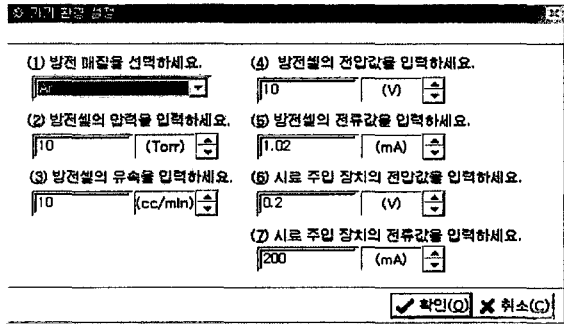 기기 환경 설정
(1) 방전 매질을 선택하세요.
Ar
(2) 방전셀의 압력을 입력하세요.
10 (Torr)
(3) 방전셀의 유속을 입력하세요.
10 (cc/min)
(4) 방전셀의 전압값을 입력하세요.
10 (V)
(5) 방전셀의 전류값을 입력하세요.
1.02 (mA)
(6) 시료 주입 장치의 전압값을 입력하세요.
0.2 (V)
(7) 시료 주입 장치의 전류값을 입력하세요.
200 (mA)
확인(O) 취소(C)